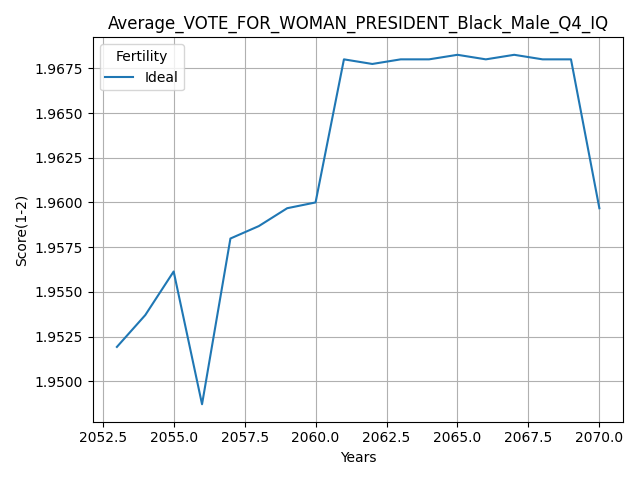 Average_VOTE_FOR_WOMAN_PRESIDENT_Black_Male_Q4_IQ
Fertility
Ideal
1.9675
1.9650
1.9625
1.9600
1.9575
1.9550
1.9525
1.9500
Score(1-2)
2052.5 2055.0 2057.5 2060.0 2062.5 2065.0 2067.5 2070.0
Years